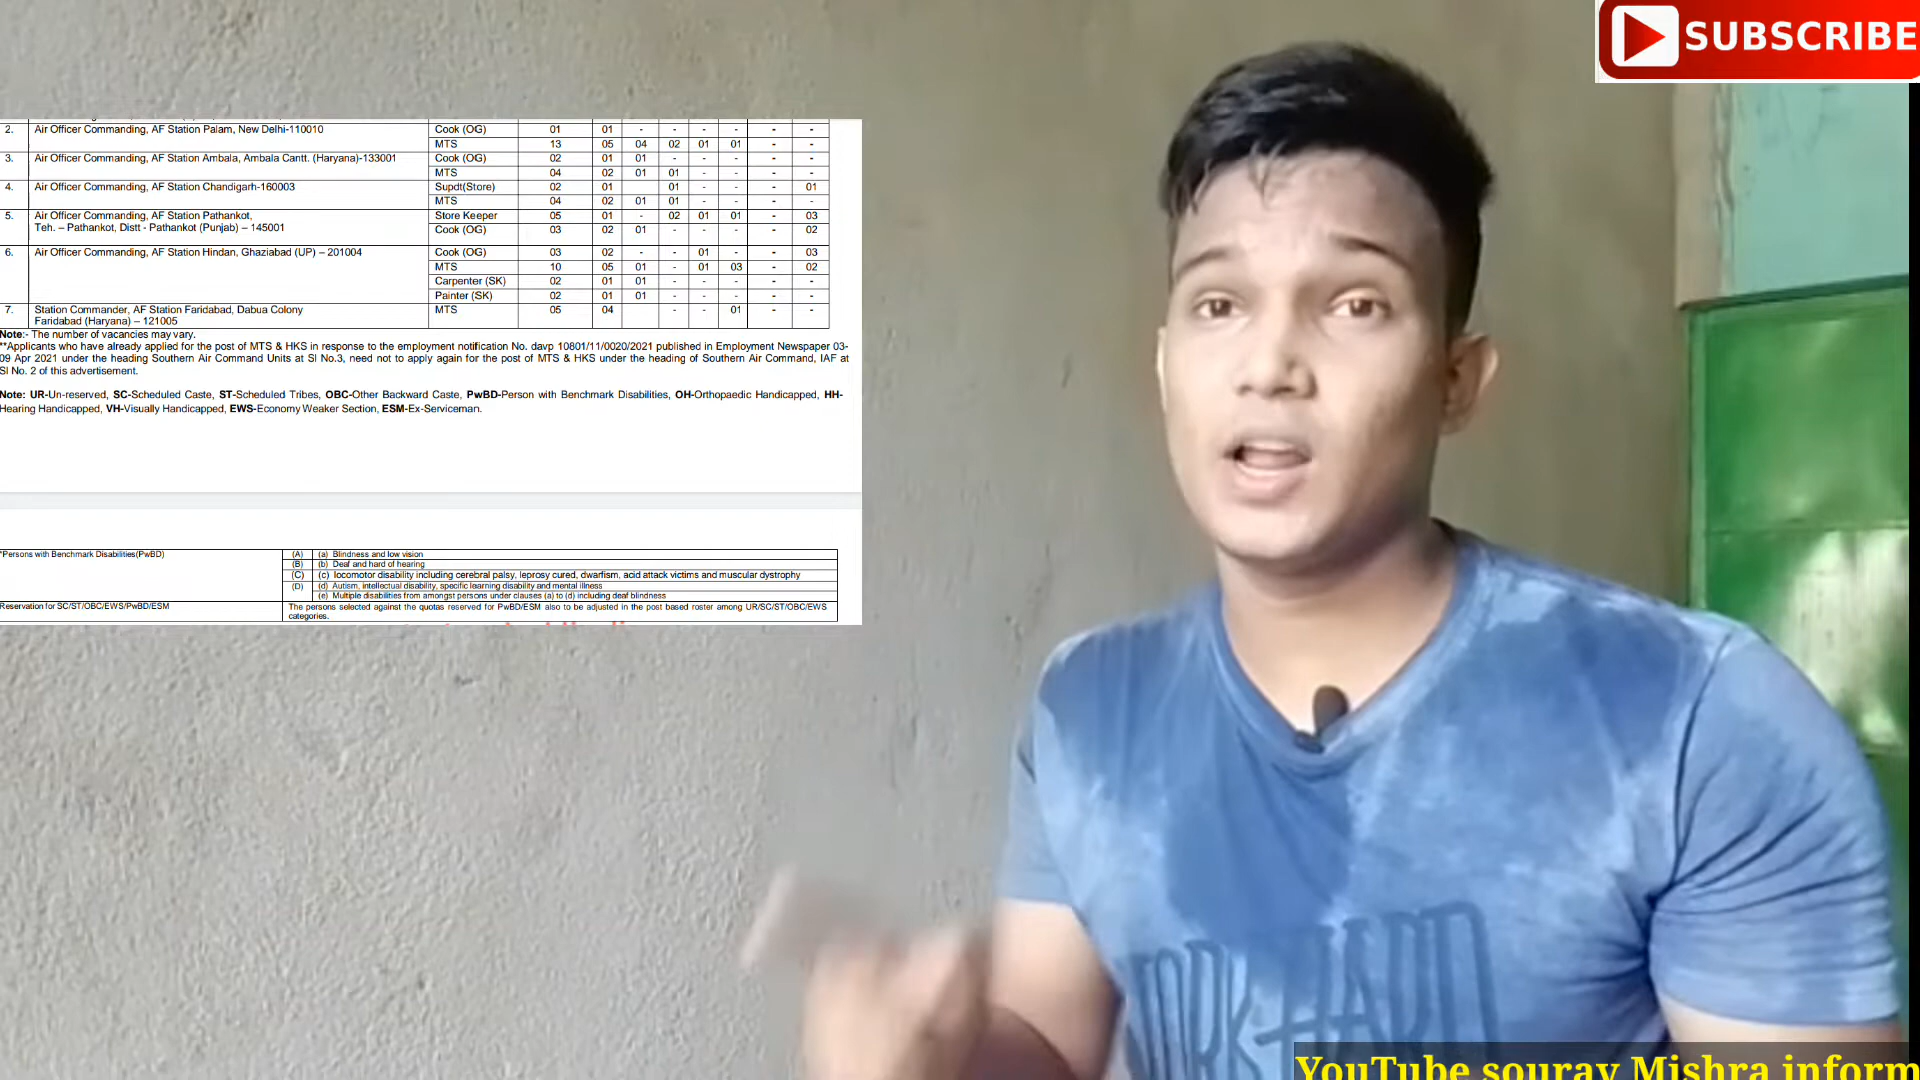 SUBSCRIBE
2. Air Officer Commanding, AF Station Palam, New Delhi-110010 Cook (OG) 01 01 - - - - - -
MTS 13 05 04 02 01 01 - -
3. Air Officer Commanding, AF Station Ambala, Ambala Cantt. (Haryana)-133001 Cook (OG) 02 01 01 - - - - -
MTS 04 02 01 01 - - - -
4. Air Officer Commanding, AF Station Chandigarh-160003 Supdt(Store) 02 01 01 - - - 01
MTS 04 02 01 01 - - - -
5. Air Officer Commanding, AF Station Pathankot, Store Keeper 05 01 - 02 01 01 - 03
Teh. – Pathankot, Distt - Pathankot (Punjab) – 145001 Cook (OG) 03 02 01 - - - - 02
6. Air Officer Commanding, AF Station Hindan, Ghaziabad (UP) – 201004 Cook (OG) 03 02 - - 01 - - 03
MTS 10 05 01 - 01 03 - 02
Carpenter (SK) 02 01 01 - - - - -
Painter (SK) 02 01 01 - - - - -
7. Station Commander, AF Station Faridabad, Dabua Colony MTS 05 04 - - 01 - -
Faridabad (Haryana) – 121005
Note:- The number of vacancies may vary.
**Applicants who have already applied for the post of MTS & HKS in response to the employment notification No. davp 10801/11/0020/2021 published in Employment Newspaper 03-
09 Apr 2021 under the heading Southern Air Command Units at Sl No.3, need not to apply again for the post of MTS & HKS under the heading of Southern Air Command, IAF at
Sl No. 2 of this advertisement.
Note: UR-Un-reserved, SC-Scheduled Caste, ST-Scheduled Tribes, OBC-Other Backward Caste, PwBD-Person with Benchmark Disabilities, OH-Orthopaedic Handicapped, HH-
Hearing Handicapped, VH-Visually Handicapped, EWS-Economy Weaker Section, ESM-Ex-Serviceman.
*Persons with Benchmark Disabilities(PwBD) (A) (a) Blindness and low vision
(B) (b) Deaf and hard of hearing
(C) (c) locomotor disability including cerebral palsy, leprosy cured, dwarfism, acid attack victims and muscular dystrophy
(D) (d) Autism, intellectual disability, specific learning disability and mental illness
(e) Multiple disabilities from amongst persons under clauses (a) to (d) including deaf blindness
Reservation for SC/ST/OBC/EWS/PwBD/ESM The persons selected against the quotas reserved for PwBD/ESM also to be adjusted in the post based roster among UR/SC/ST/OBC/EWS
categories.
WORK HARD
YouTube sourav Mishra inform